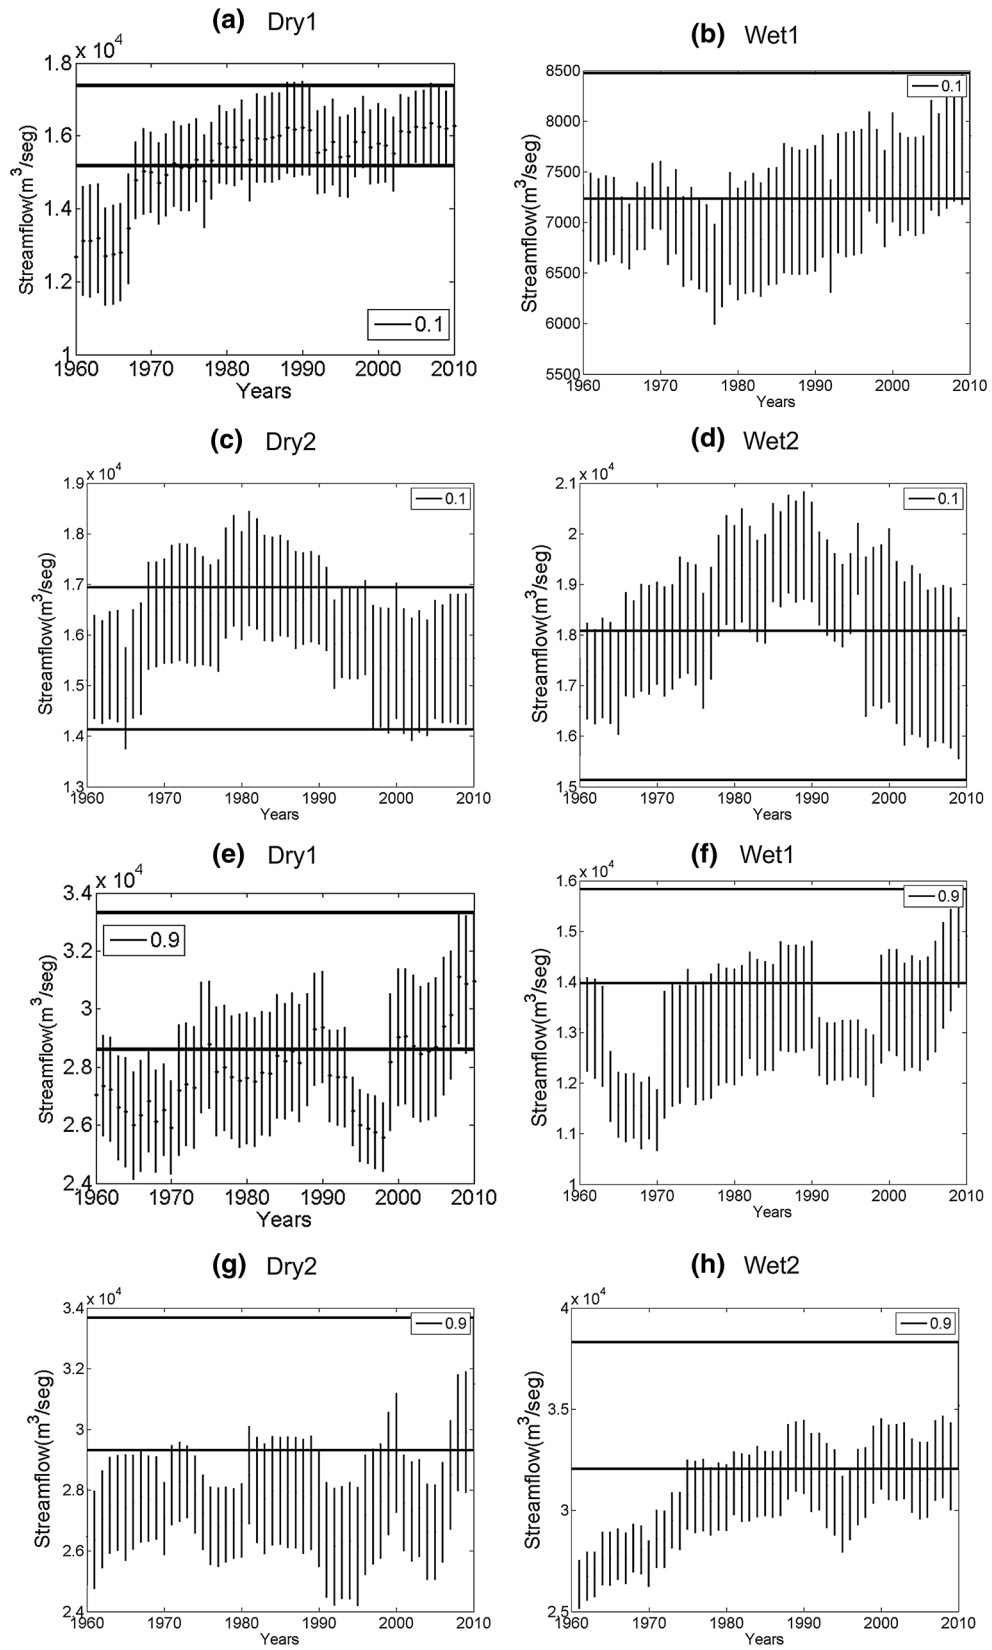 (a) Dry1
x 10^4
1.8
1.6
1.4
1.2
1
Streamflow(m^3/seg)
0.1
1960 1970 1980 1990 2000 2010
Years
(b) Wet1
8500
8000
7500
7000
6500
6000
5500
Streamflow(m^3/seg)
0.1
1960 1970 1980 1990 2000 2010
Years
(c) Dry2
x 10^4
1.9
1.8
1.7
1.6
1.5
1.4
1.3
Streamflow(m^3/seg)
0.1
1960 1970 1980 1990 2000 2010
Years
(d) Wet2
x 10^4
2.1
2
1.9
1.8
1.7
1.6
1.5
Streamflow(m^3/seg)
0.1
1960 1970 1980 1990 2000 2010
Years
(e) Dry1
x 10^4
3.4
3.2
3
2.8
2.6
2.4
Streamflow(m^3/seg)
0.9
1960 1970 1980 1990 2000 2010
Years
(f) Wet1
x 10^4
1.6
1.5
1.4
1.3
1.2
1.1
1
Streamflow(m^3/seg)
0.9
1960 1970 1980 1990 2000 2010
Years
(g) Dry2
x 10^4
3.4
3.2
3
2.8
2.6
2.4
Streamflow(m^3/seg)
0.9
1960 1970 1980 1990 2000 2010
Years
(h) Wet2
x 10^4
4
3.5
3
2.5
Streamflow(m^3/seg)
0.9
1960 1970 1980 1990 2000 2010
Years